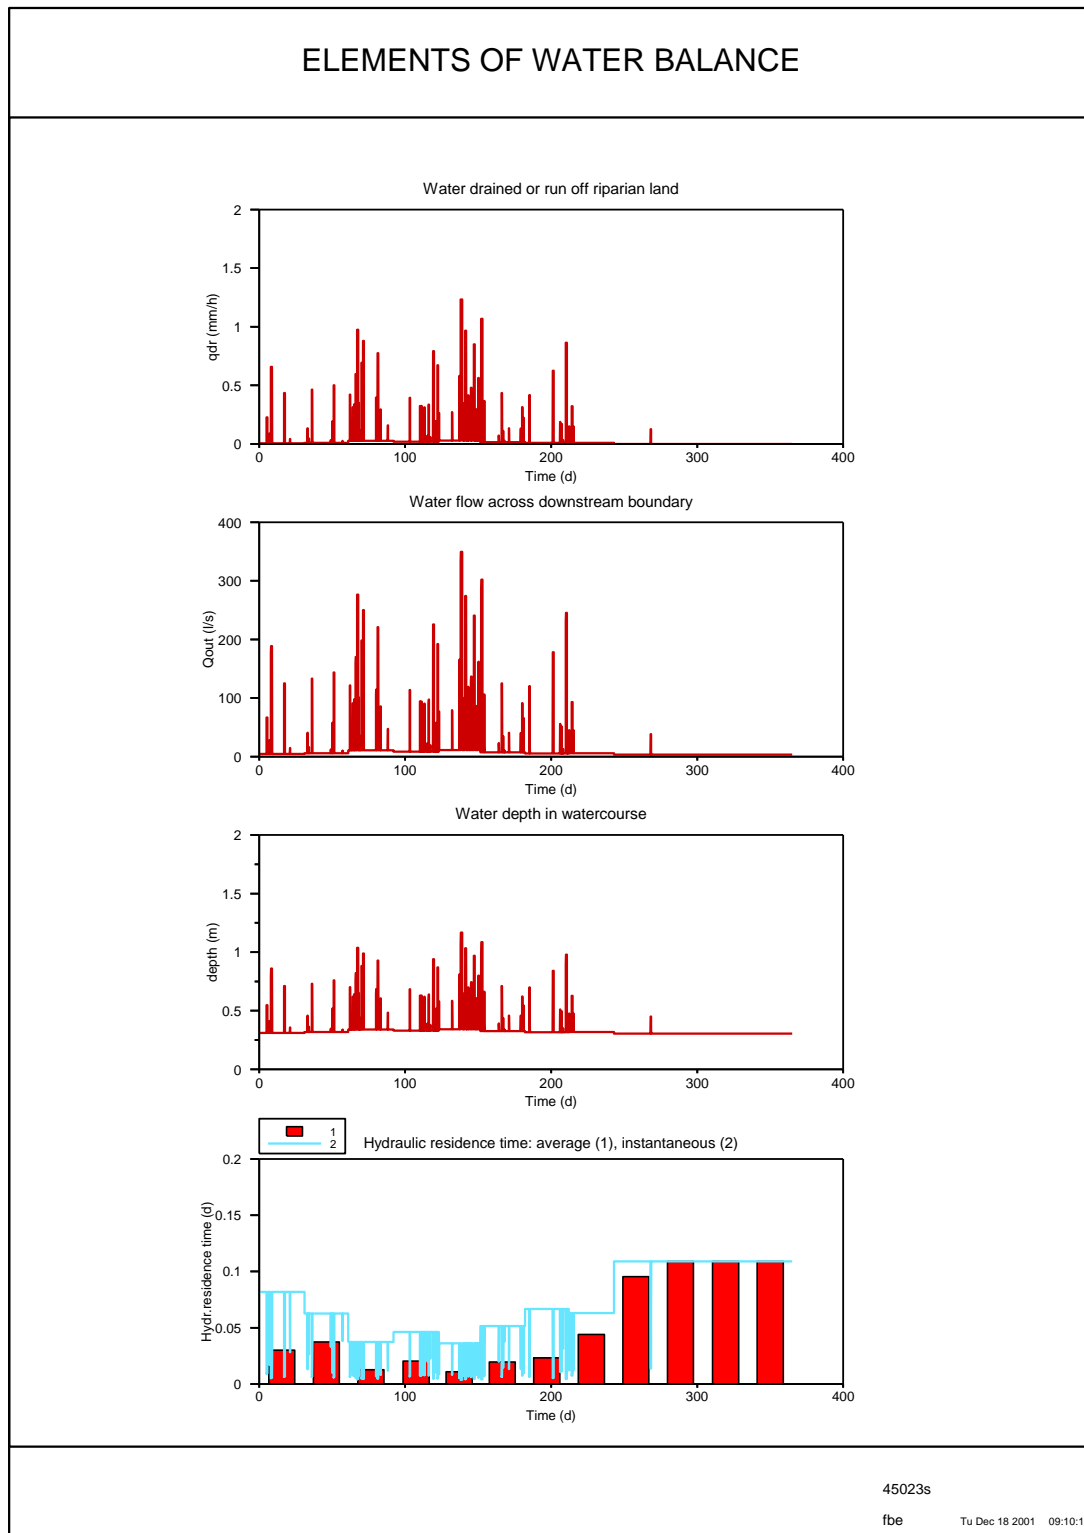 ELEMENTS OF WATER BALANCE
Water drained or run off riparian land
2
1.5
1
0.5
0
qdr (mm/h)
0 100 200 300 400
Time (d)
Water flow across downstream boundary
400
300
200
100
0
Qout (l/s)
0 100 200 300 400
Time (d)
Water depth in watercourse
2
1.5
1
0.5
0
depth (m)
0 100 200 300 400
Time (d)
1
2
Hydraulic residence time: average (1), instantaneous (2)
0.2
0.15
0.1
0.05
0
Hydr.residence time (d)
0 100 200 300 400
Time (d)
45023s
fbe Tu Dec 18 2001 09:10:1